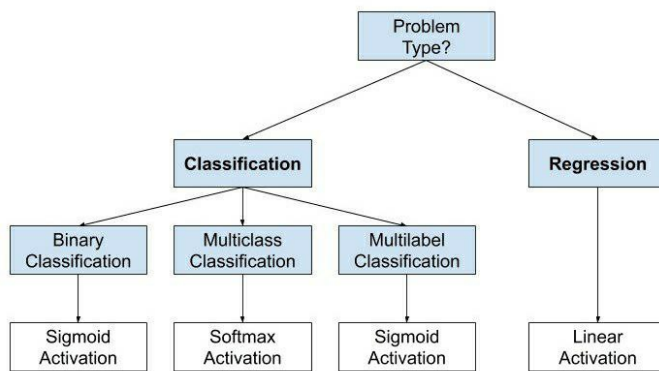 Problem
Type?
Classification
Regression
Binary
Classification
Multiclass
Classification
Multilabel
Classification
Sigmoid
Activation
Softmax
Activation
Sigmoid
Activation
Linear
Activation